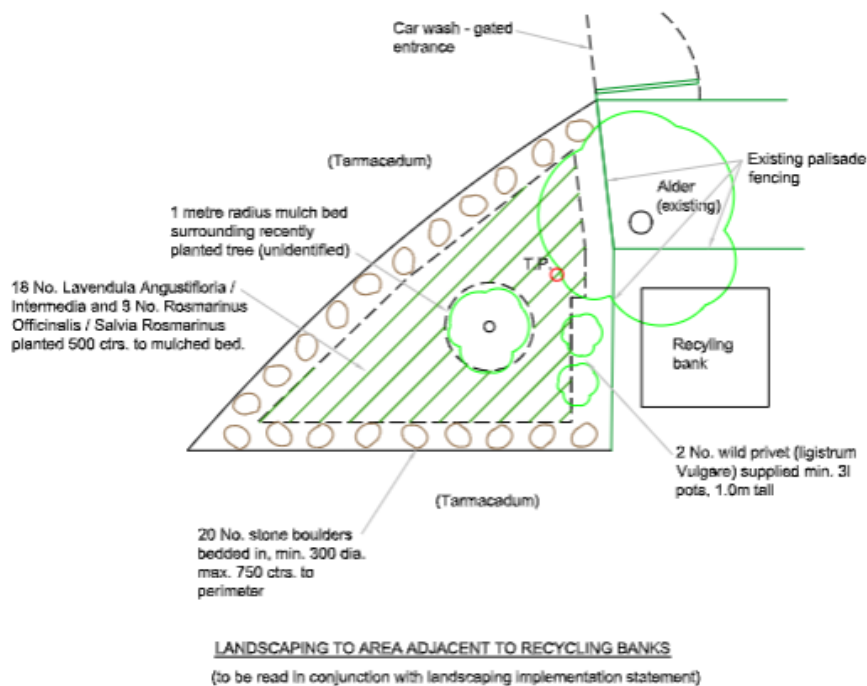 Car wash - gated
entrance
(Tarmacadum)
Existing palisade
fencing
Alder
(existing)
1 metre radius mulch bed
surrounding recently
planted tree (unidentified)
T.P.
18 No. Lavendula Angustifloria /
Intermedia and 9 No. Rosmarinus
Officinalis / Salvia Rosmarinus
planted 500 ctrs. to mulched bed.
Recyling
bank
2 No. wild privet (ligistrum
Vulgare) supplied min. 3l
pots, 1.0m tall
(Tarmacadum)
20 No. stone boulders
bedded in, min. 300 dia.
max. 750 ctrs. to
perimeter
LANDSCAPING TO AREA ADJACENT TO RECYCLING BANKS
(to be read in conjunction with landscaping implementation statement)